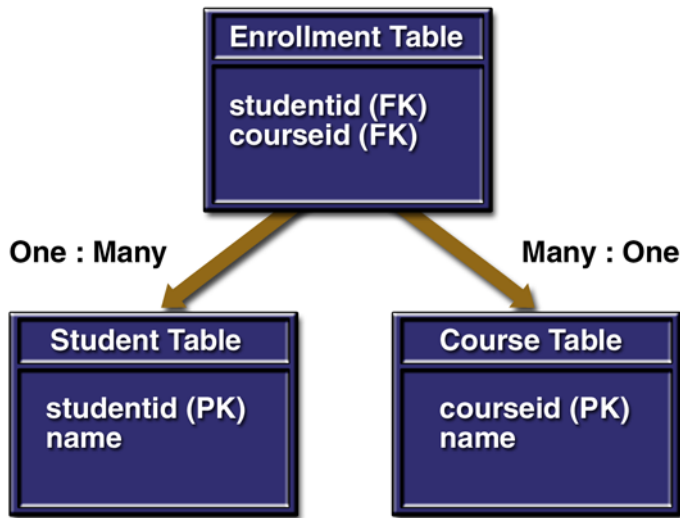 Enrollment Table
studentid (FK)
courseid (FK)
One : Many
Many : One
Student Table
studentid (PK)
name
Course Table
courseid (PK)
name